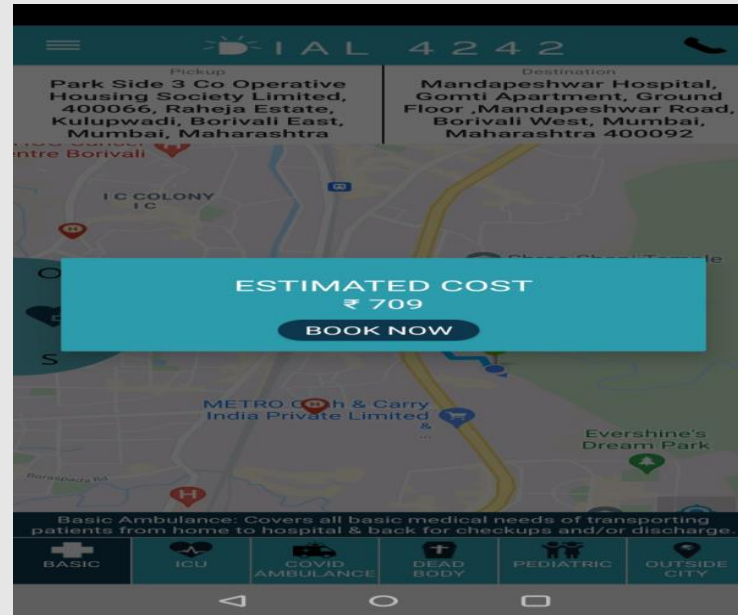 DIAL 4242
Pickup
Park Side 3 Co Operative
Housing Society Limited,
400066, Raheja Estate,
Kulupwadi, Borivali East,
Mumbai, Maharashtra
Destination
Mandapeshwar Hospital,
Gomti Apartment, Ground
Floor ,Mandapeshwar Road,
Borivali West, Mumbai,
Maharashtra 400092
ntre Borivali
I C COLONY
I C
O
ESTIMATED COST
₹ 709
BOOK NOW
S
METRO Cash & Carry
India Private Limited
&
...
Evershine's
Dream Park
Basic Ambulance: Covers all basic medical needs of transporting
patients from home to hospital & back for checkups and/or discharge.
BASIC
ICU
COVID
AMBULANCE
DEAD
BODY
PEDIATRIC
OUTSIDE
CITY